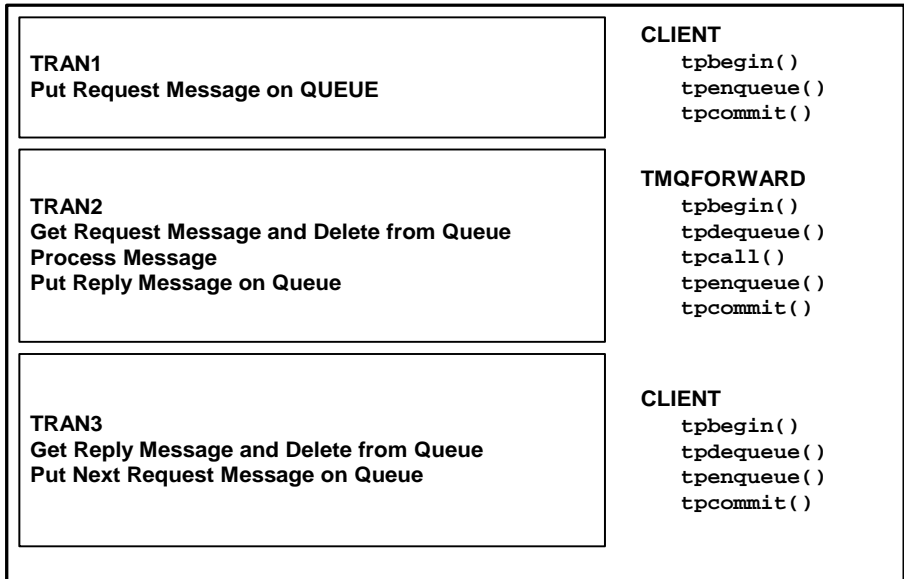 TRAN1
Put Request Message on QUEUE
CLIENT
tpbegin()
tpenqueue()
tpcommit()
TRAN2
Get Request Message and Delete from Queue
Process Message
Put Reply Message on Queue
TMQFORWARD
tpbegin()
tpdequeue()
tpcall()
tpenqueue()
tpcommit()
TRAN3
Get Reply Message and Delete from Queue
Put Next Request Message on Queue
CLIENT
tpbegin()
tpdequeue()
tpenqueue()
tpcommit()